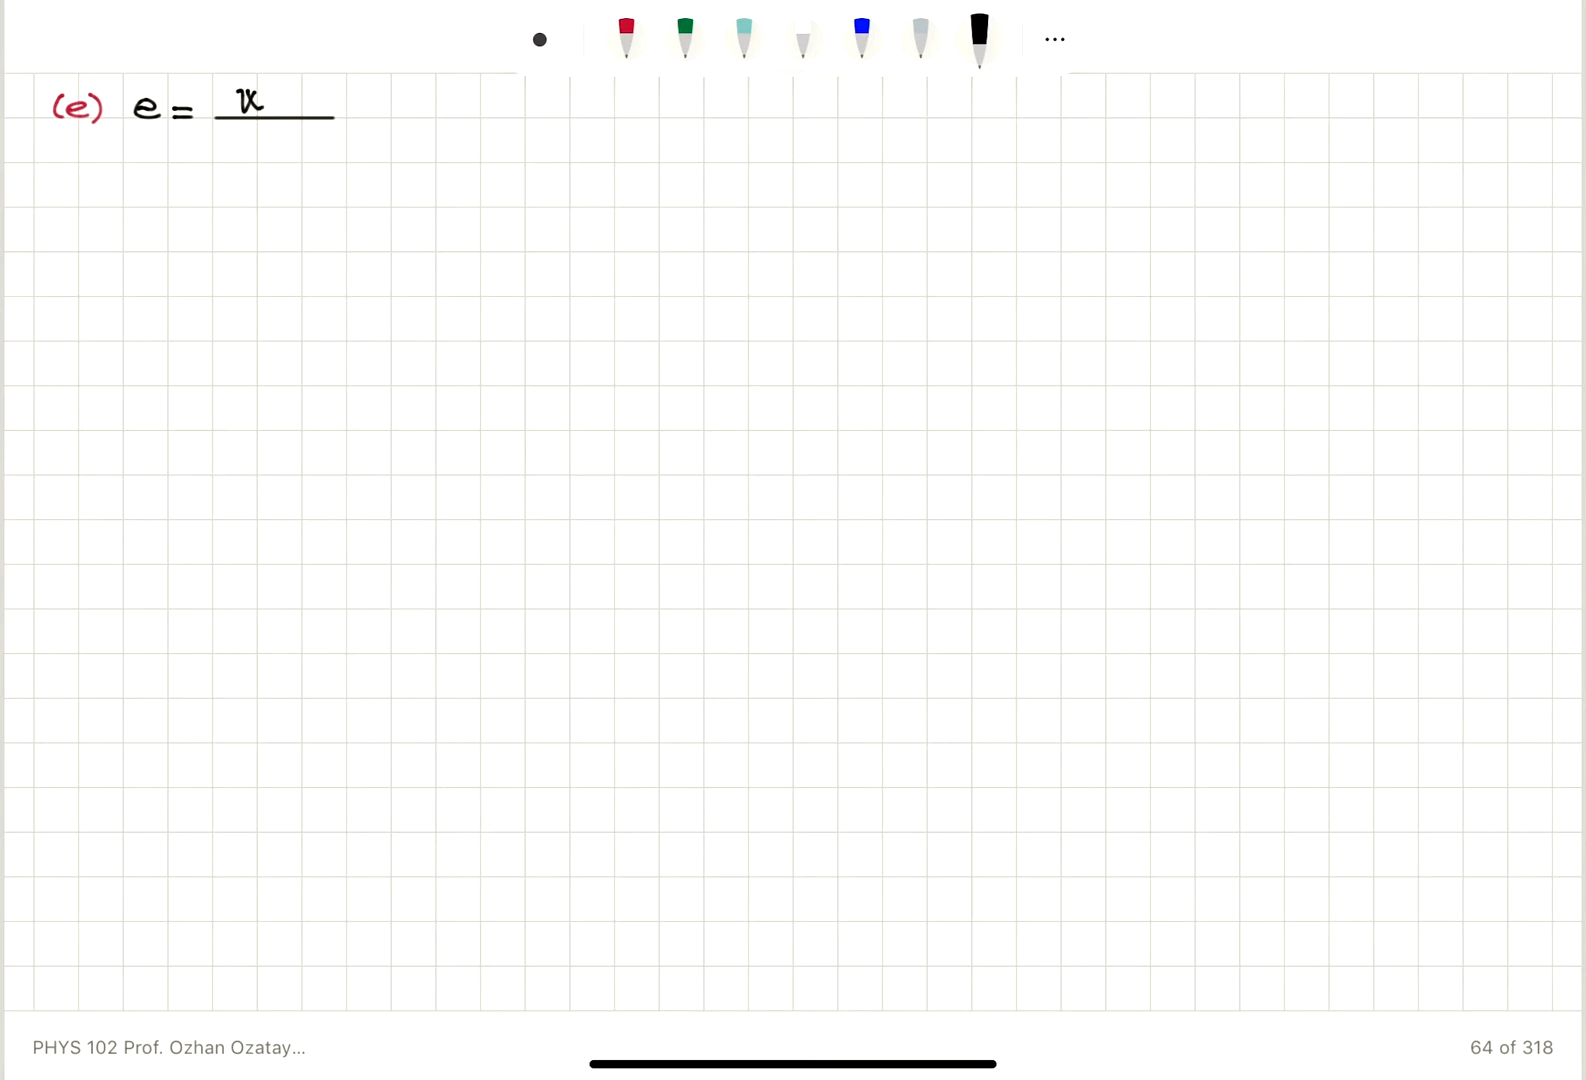 (e) e = x
PHYS 102 Prof. Ozhan Ozatay...
64 of 318